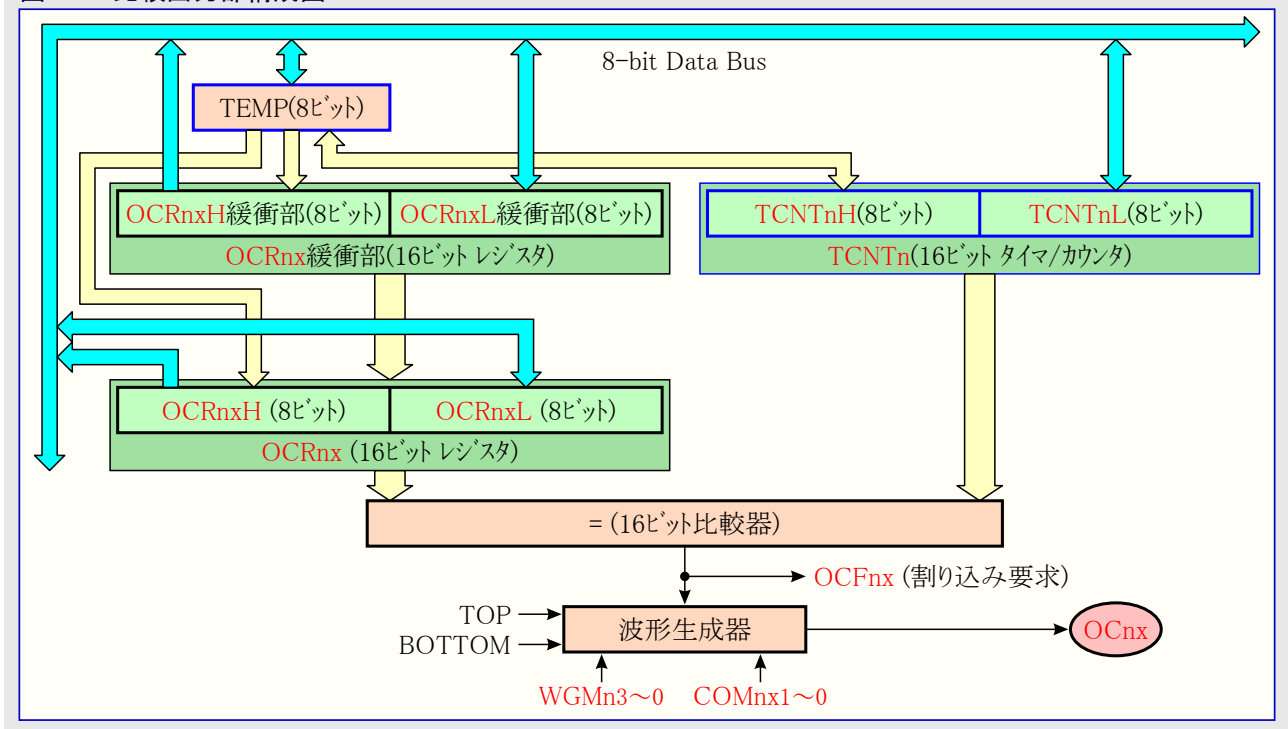 8-bit Data Bus
TEMP(8ﾋﾞｯﾄ)
OCRnxH緩衝部(8ﾋﾞｯﾄ) OCRnxL緩衝部(8ﾋﾞｯﾄ)
OCRnx緩衝部(16ﾋﾞｯﾄ ﾚｼﾞｽﾀ)
TCNTnH(8ﾋﾞｯﾄ) TCNTnL(8ﾋﾞｯﾄ)
TCNTn(16ﾋﾞｯﾄ ﾀｲﾏ/ｶｳﾝﾀ)
OCRnxH (8ﾋﾞｯﾄ) OCRnxL (8ﾋﾞｯﾄ)
OCRnx (16ﾋﾞｯﾄ ﾚｼﾞｽﾀ)
= (16ﾋﾞｯﾄ比較器)
OCFnx (割り込み要求)
TOP
BOTTOM
波形生成器
OCnx
WGMn3～0
COMnx1～0